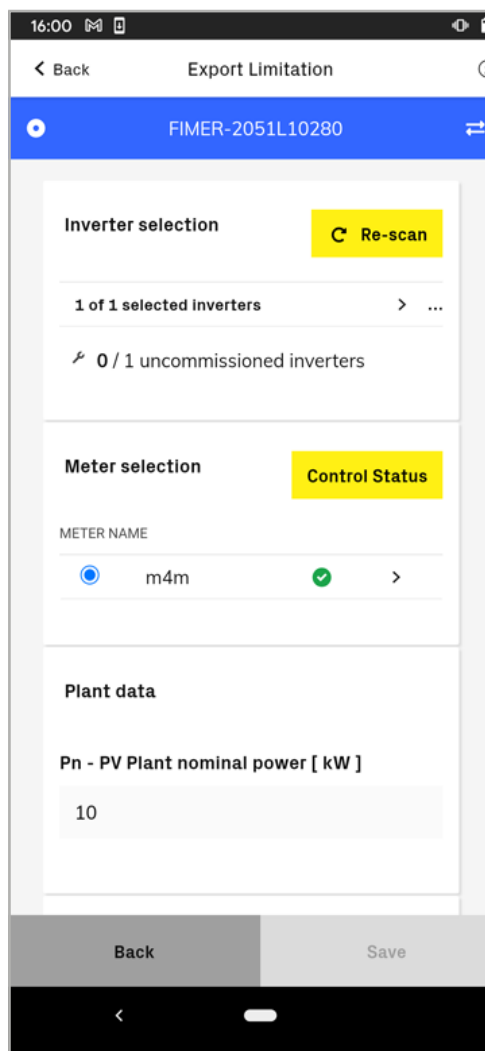 16:00
Back Export Limitation
FIMER-2051L10280
Inverter selection
Re-scan
1 of 1 selected inverters ...
0 / 1 uncommissioned inverters
Meter selection
Control Status
METER NAME
m4m
Plant data
Pn - PV Plant nominal power [ kW ]
10
Back Save